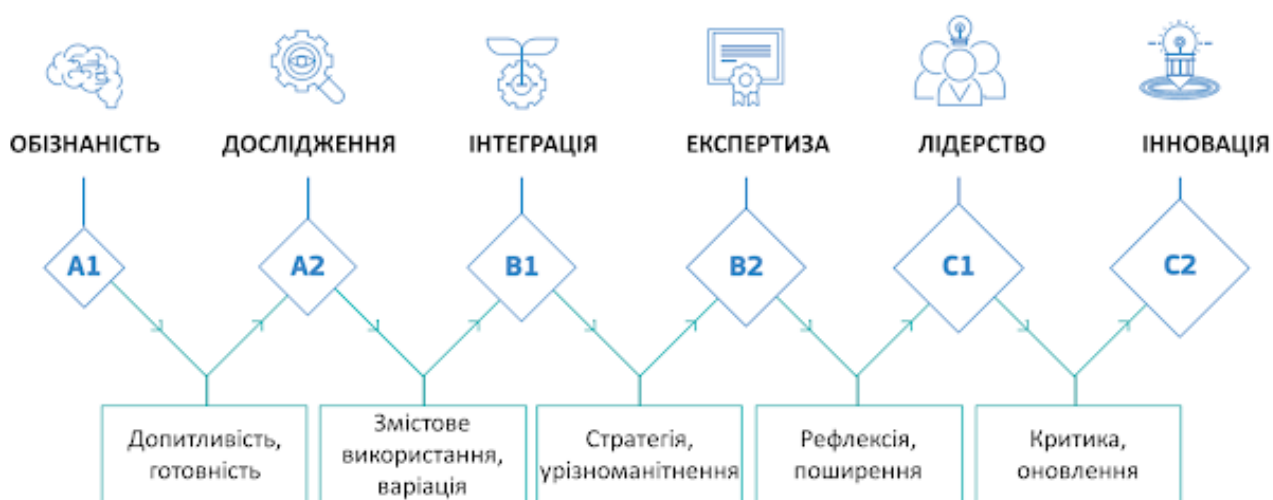 ОБІЗНАНІСТЬ
ДОСЛІДЖЕННЯ
ІНТЕГРАЦІЯ
ЕКСПЕРТИЗА
ЛІДЕРСТВО
ІННОВАЦІЯ
A1
A2
B1
B2
C1
C2
Допитливість,
готовність
Змістове
використання,
варіація
Стратегія,
урізноманітнення
Рефлексія,
поширення
Критика,
оновлення